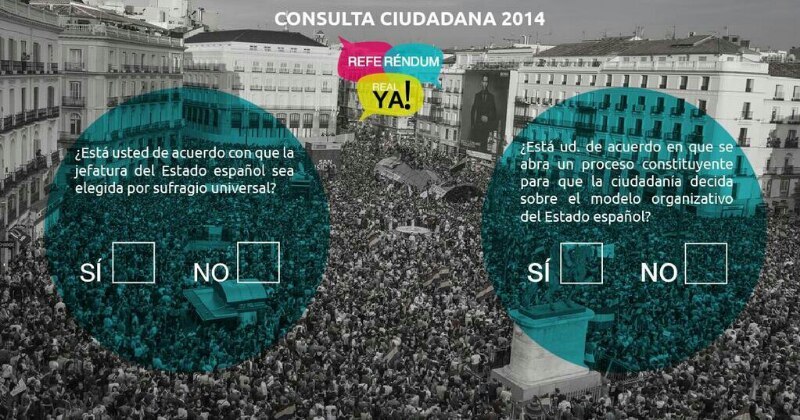 CONSULTA CIUDADANA 2014
REFERÉNDUM
REAL
YA!
¿Está usted de acuerdo con que la
jefatura del Estado español sea
elegida por sufragio universal?
SÍ NO
¿Está ud. de acuerdo en que se
abra un proceso constituyente
para que la ciudadanía decida
sobre el modelo organizativo
del Estado español?
SÍ NO